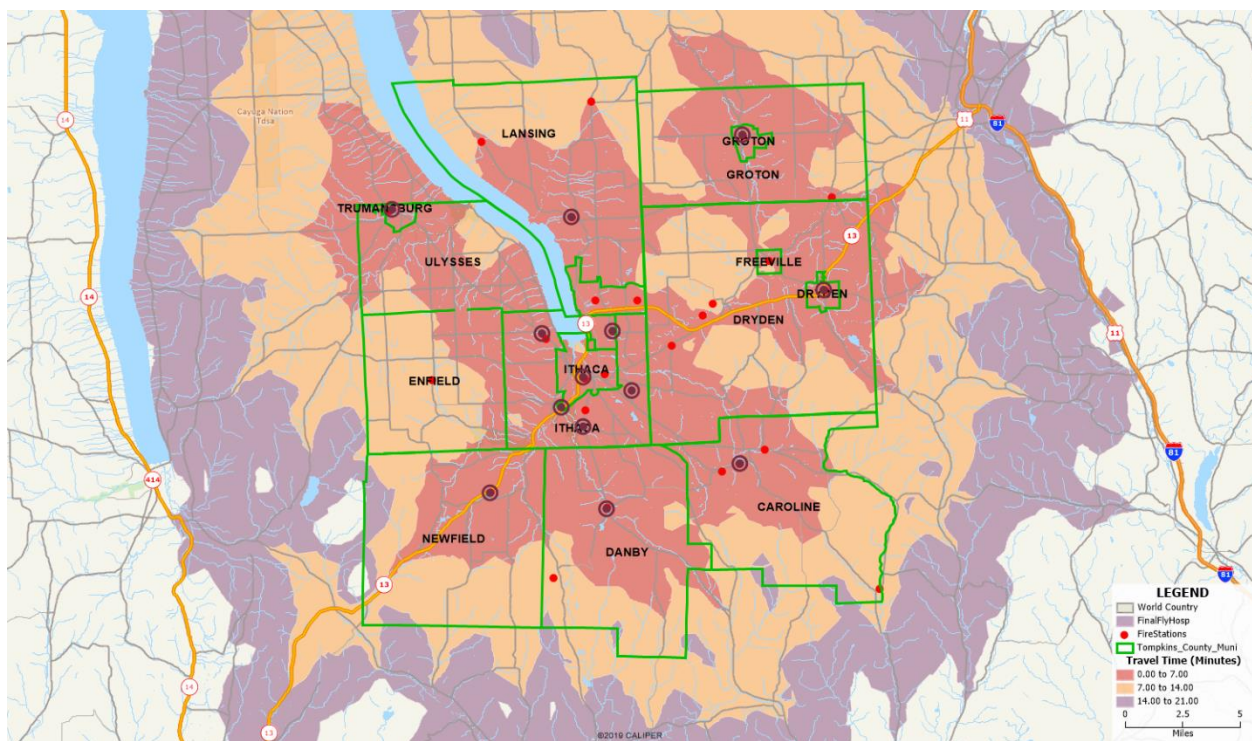 14
Cayuga Nation
Tdsa
LANSING
GROTON
GROTON
11
81
TRUMANSBURG
ULYSSES
FREEVILLE
13
DRYDEN
DRYDEN
14
13
11
ENFIELD
ITHACA
ITHACA
414
81
CAROLINE
NEWFIELD
DANBY
13
81
14
13
©2019 CALIPER
LEGEND
World Country
FinalFlyHosp
FireStations
Tompkins_County_Muni
Travel Time (Minutes)
0.00 to 7.00
7.00 to 14.00
14.00 to 21.00
0 2.5 5
Miles